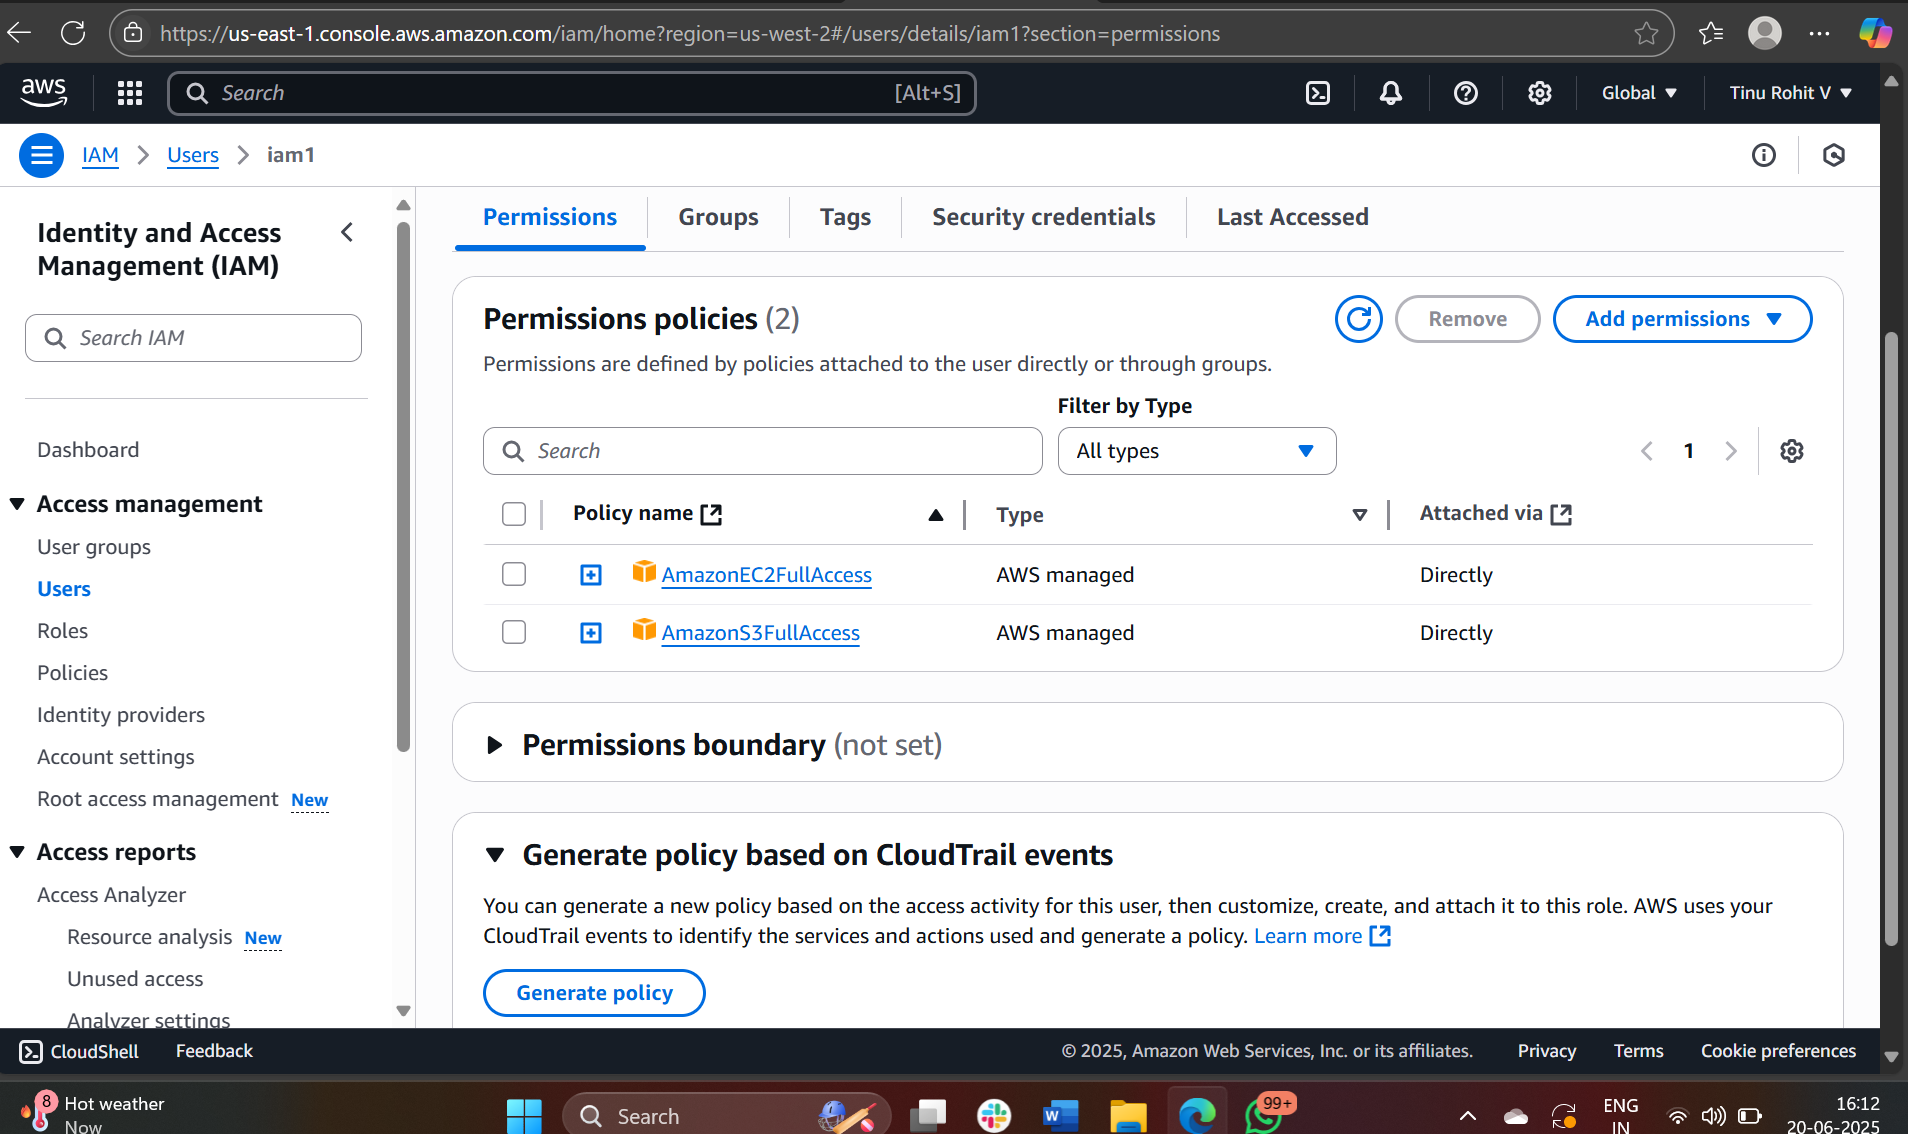 https://us-east-1.console.aws.amazon.com/iam/home?region=us-west-2#/users/details/iam1?section=permissions
aws
Search
[Alt+S]
Global
Tinu Rohit V
IAM
Users
iam1
Identity and Access
Management (IAM)
Search IAM
Dashboard
Access management
User groups
Users
Roles
Policies
Identity providers
Account settings
Root access management New
Access reports
Access Analyzer
Resource analysis New
Unused access
Analyzer settings
Permissions
Groups
Tags
Security credentials
Last Accessed
Permissions policies (2)
Remove
Add permissions
Permissions are defined by policies attached to the user directly or through groups.
Filter by Type
Search
All types
1
Policy name
Type
Attached via
AmazonEC2FullAccess
AWS managed
Directly
AmazonS3FullAccess
AWS managed
Directly
Permissions boundary (not set)
Generate policy based on CloudTrail events
You can generate a new policy based on the access activity for this user, then customize, create, and attach it to this role. AWS uses your
CloudTrail events to identify the services and actions used and generate a policy. Learn more
Generate policy
CloudShell
Feedback
© 2025, Amazon Web Services, Inc. or its affiliates.
Privacy
Terms
Cookie preferences
8
Hot weather
Now
Search
W
99+
ENG
IN
16:12
20-06-2025